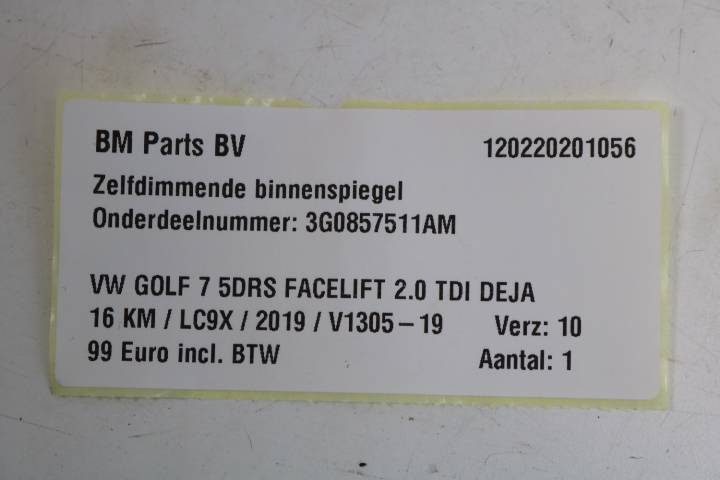 BM Parts BV 120220201056
Zelfdimmende binnenspiegel
Onderdeelnummer: 3G0857511AM
VW GOLF 7 5DRS FACELIFT 2.0 TDI DEJA
16 KM / LC9X / 2019 / V1305-19 Verz: 10
99 Euro incl. BTW Aantal: 1